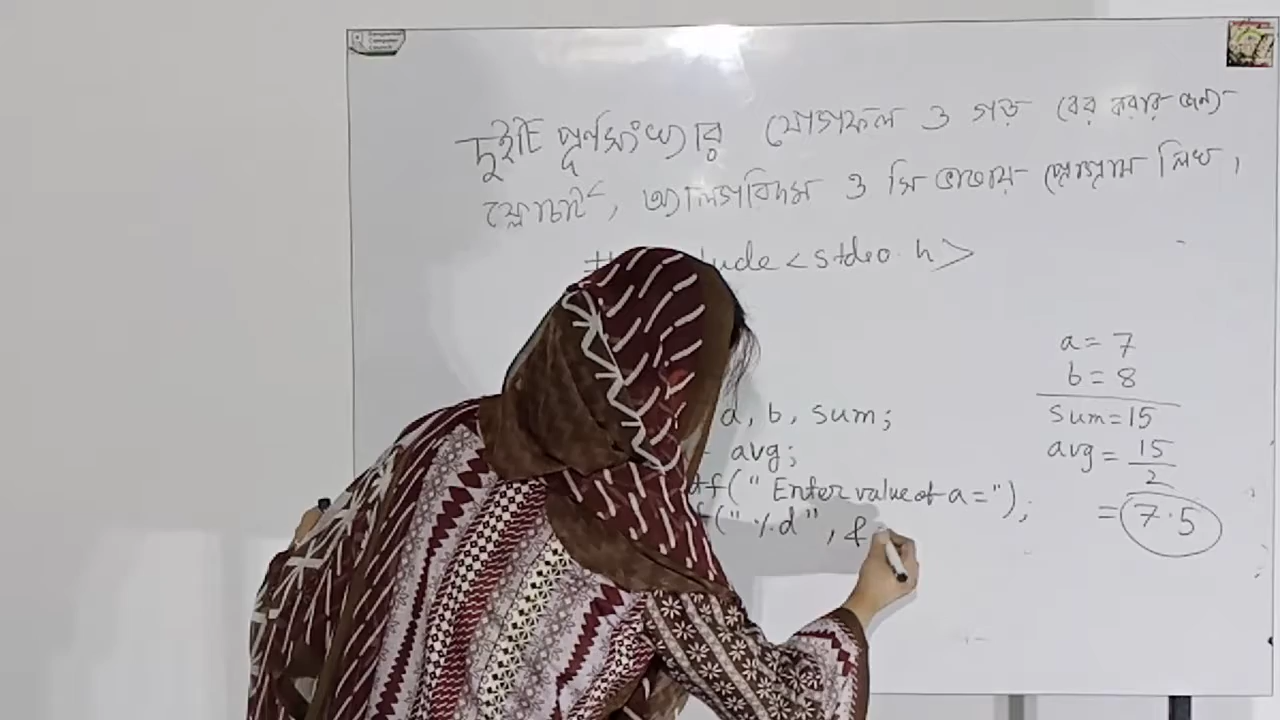 দুইটি পূর্ণসংখ্যার যোগফল ও গড় বের করার জন্য
ফ্লোচার্ট, অ্যালগরিদম ও সি ভাষায় প্রোগ্রাম লিখ।
#include <stdeo.h>
a, b, sum;
avg;
tf(" Enter value of a = ");
f(" %d ", &
a = 7
b = 8
sum = 15
avg = 15
2
= 7.5